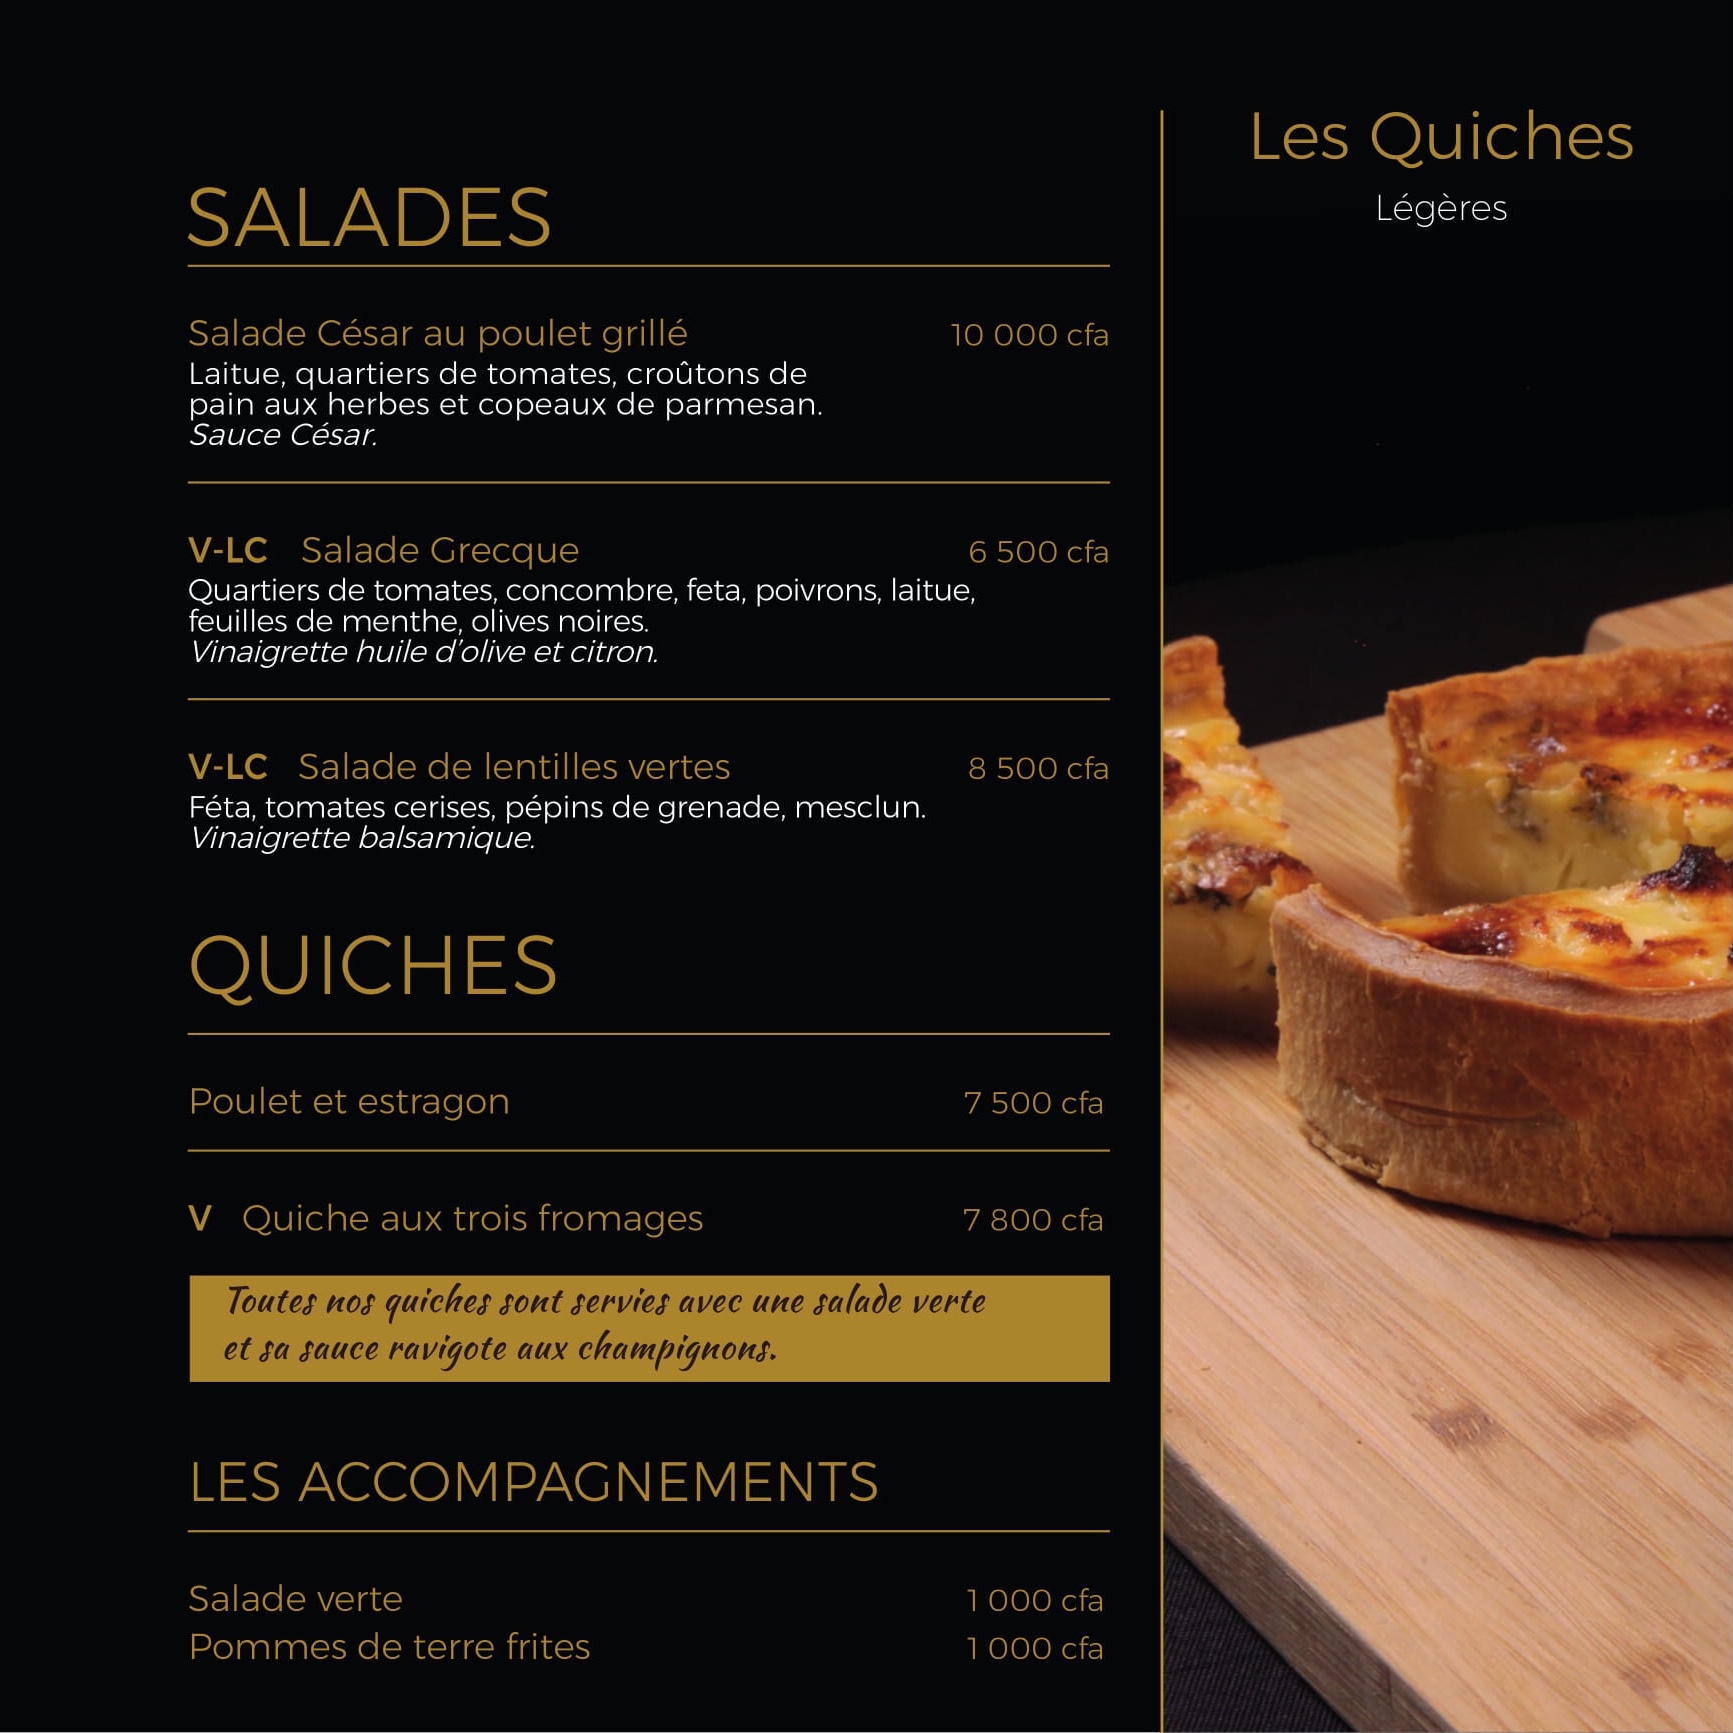 SALADES
Salade César au poulet grillé 10 000 cfa
Laitue, quartiers de tomates, croûtons de
pain aux herbes et copeaux de parmesan.
Sauce César.
V-LC Salade Grecque 6 500 cfa
Quartiers de tomates, concombre, feta, poivrons, laitue,
feuilles de menthe, olives noires.
Vinaigrette huile d'olive et citron.
V-LC Salade de lentilles vertes 8 500 cfa
Féta, tomates cerises, pépins de grenade, mesclun.
Vinaigrette balsamique.
QUICHES
Poulet et estragon 7 500 cfa
V Quiche aux trois fromages 7 800 cfa
Toutes nos quiches sont servies avec une salade verte
et sa sauce ravigote aux champignons.
LES ACCOMPAGNEMENTS
Salade verte 1 000 cfa
Pommes de terre frites 1 000 cfa
Les Quiches
Légères